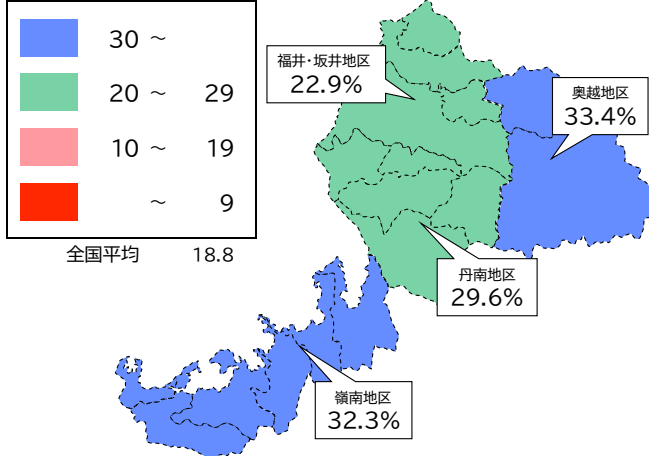 30 ～
20 ～ 29
10 ～ 19
～ 9
全国平均 18.8
福井・坂井地区
22.9%
奥越地区
33.4%
丹南地区
29.6%
嶺南地区
32.3%